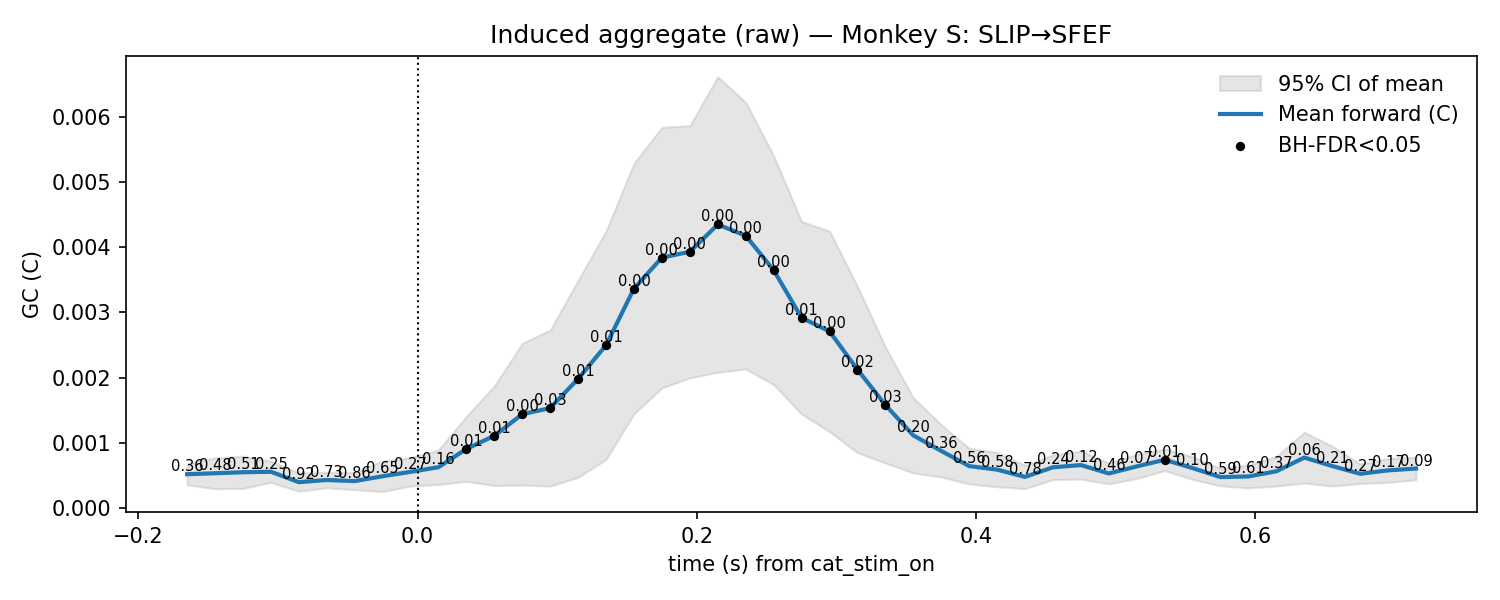 Induced aggregate (raw) — Monkey S: SLIP→SFEF
95% CI of mean
Mean forward (C)
BH-FDR<0.05
GC (C)
0.006
0.005
0.004
0.003
0.002
0.001
0.000
0.36 0.48 0.51 0.25 0.92 0.73 0.86 0.65 0.27 0.16 0.01 0.01 0.00 0.03 0.01 0.01 0.00 0.00 0.00 0.00 0.00 0.00 0.01 0.00 0.02 0.03 0.20 0.36 0.56 0.58 0.78 0.24 0.12 0.46 0.07 0.01 0.10 0.59 0.61 0.37 0.06 0.21 0.27 0.17 0.09
−0.2 0.0 0.2 0.4 0.6
time (s) from cat_stim_on